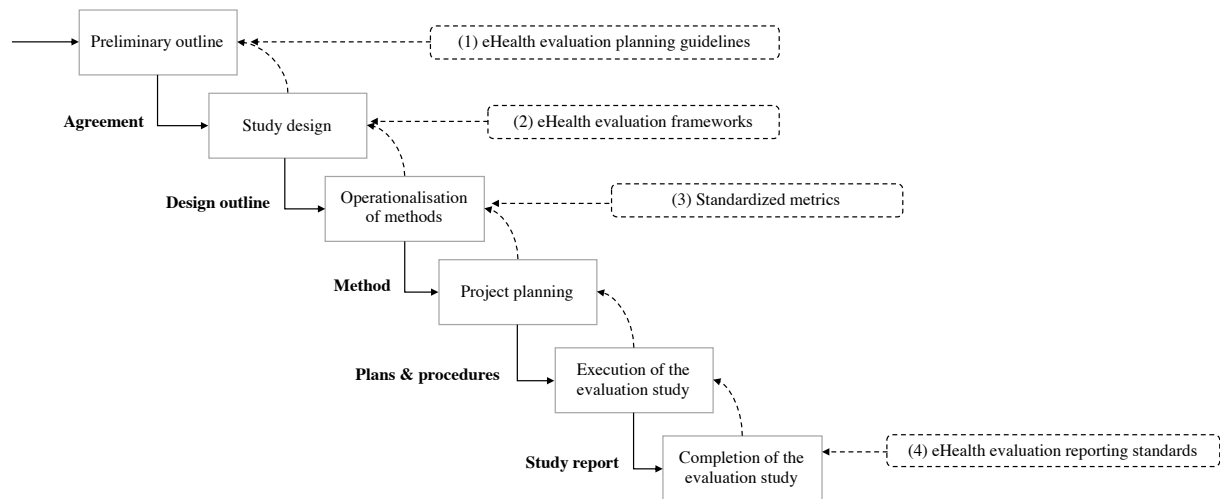 Preliminary outline
(1) eHealth evaluation planning guidelines
Agreement
Study design
(2) eHealth evaluation frameworks
Design outline
Operationalisation
of methods
(3) Standardized metrics
Method
Project planning
Plans & procedures
Execution of the
evaluation study
Study report
Completion of the
evaluation study
(4) eHealth evaluation reporting standards